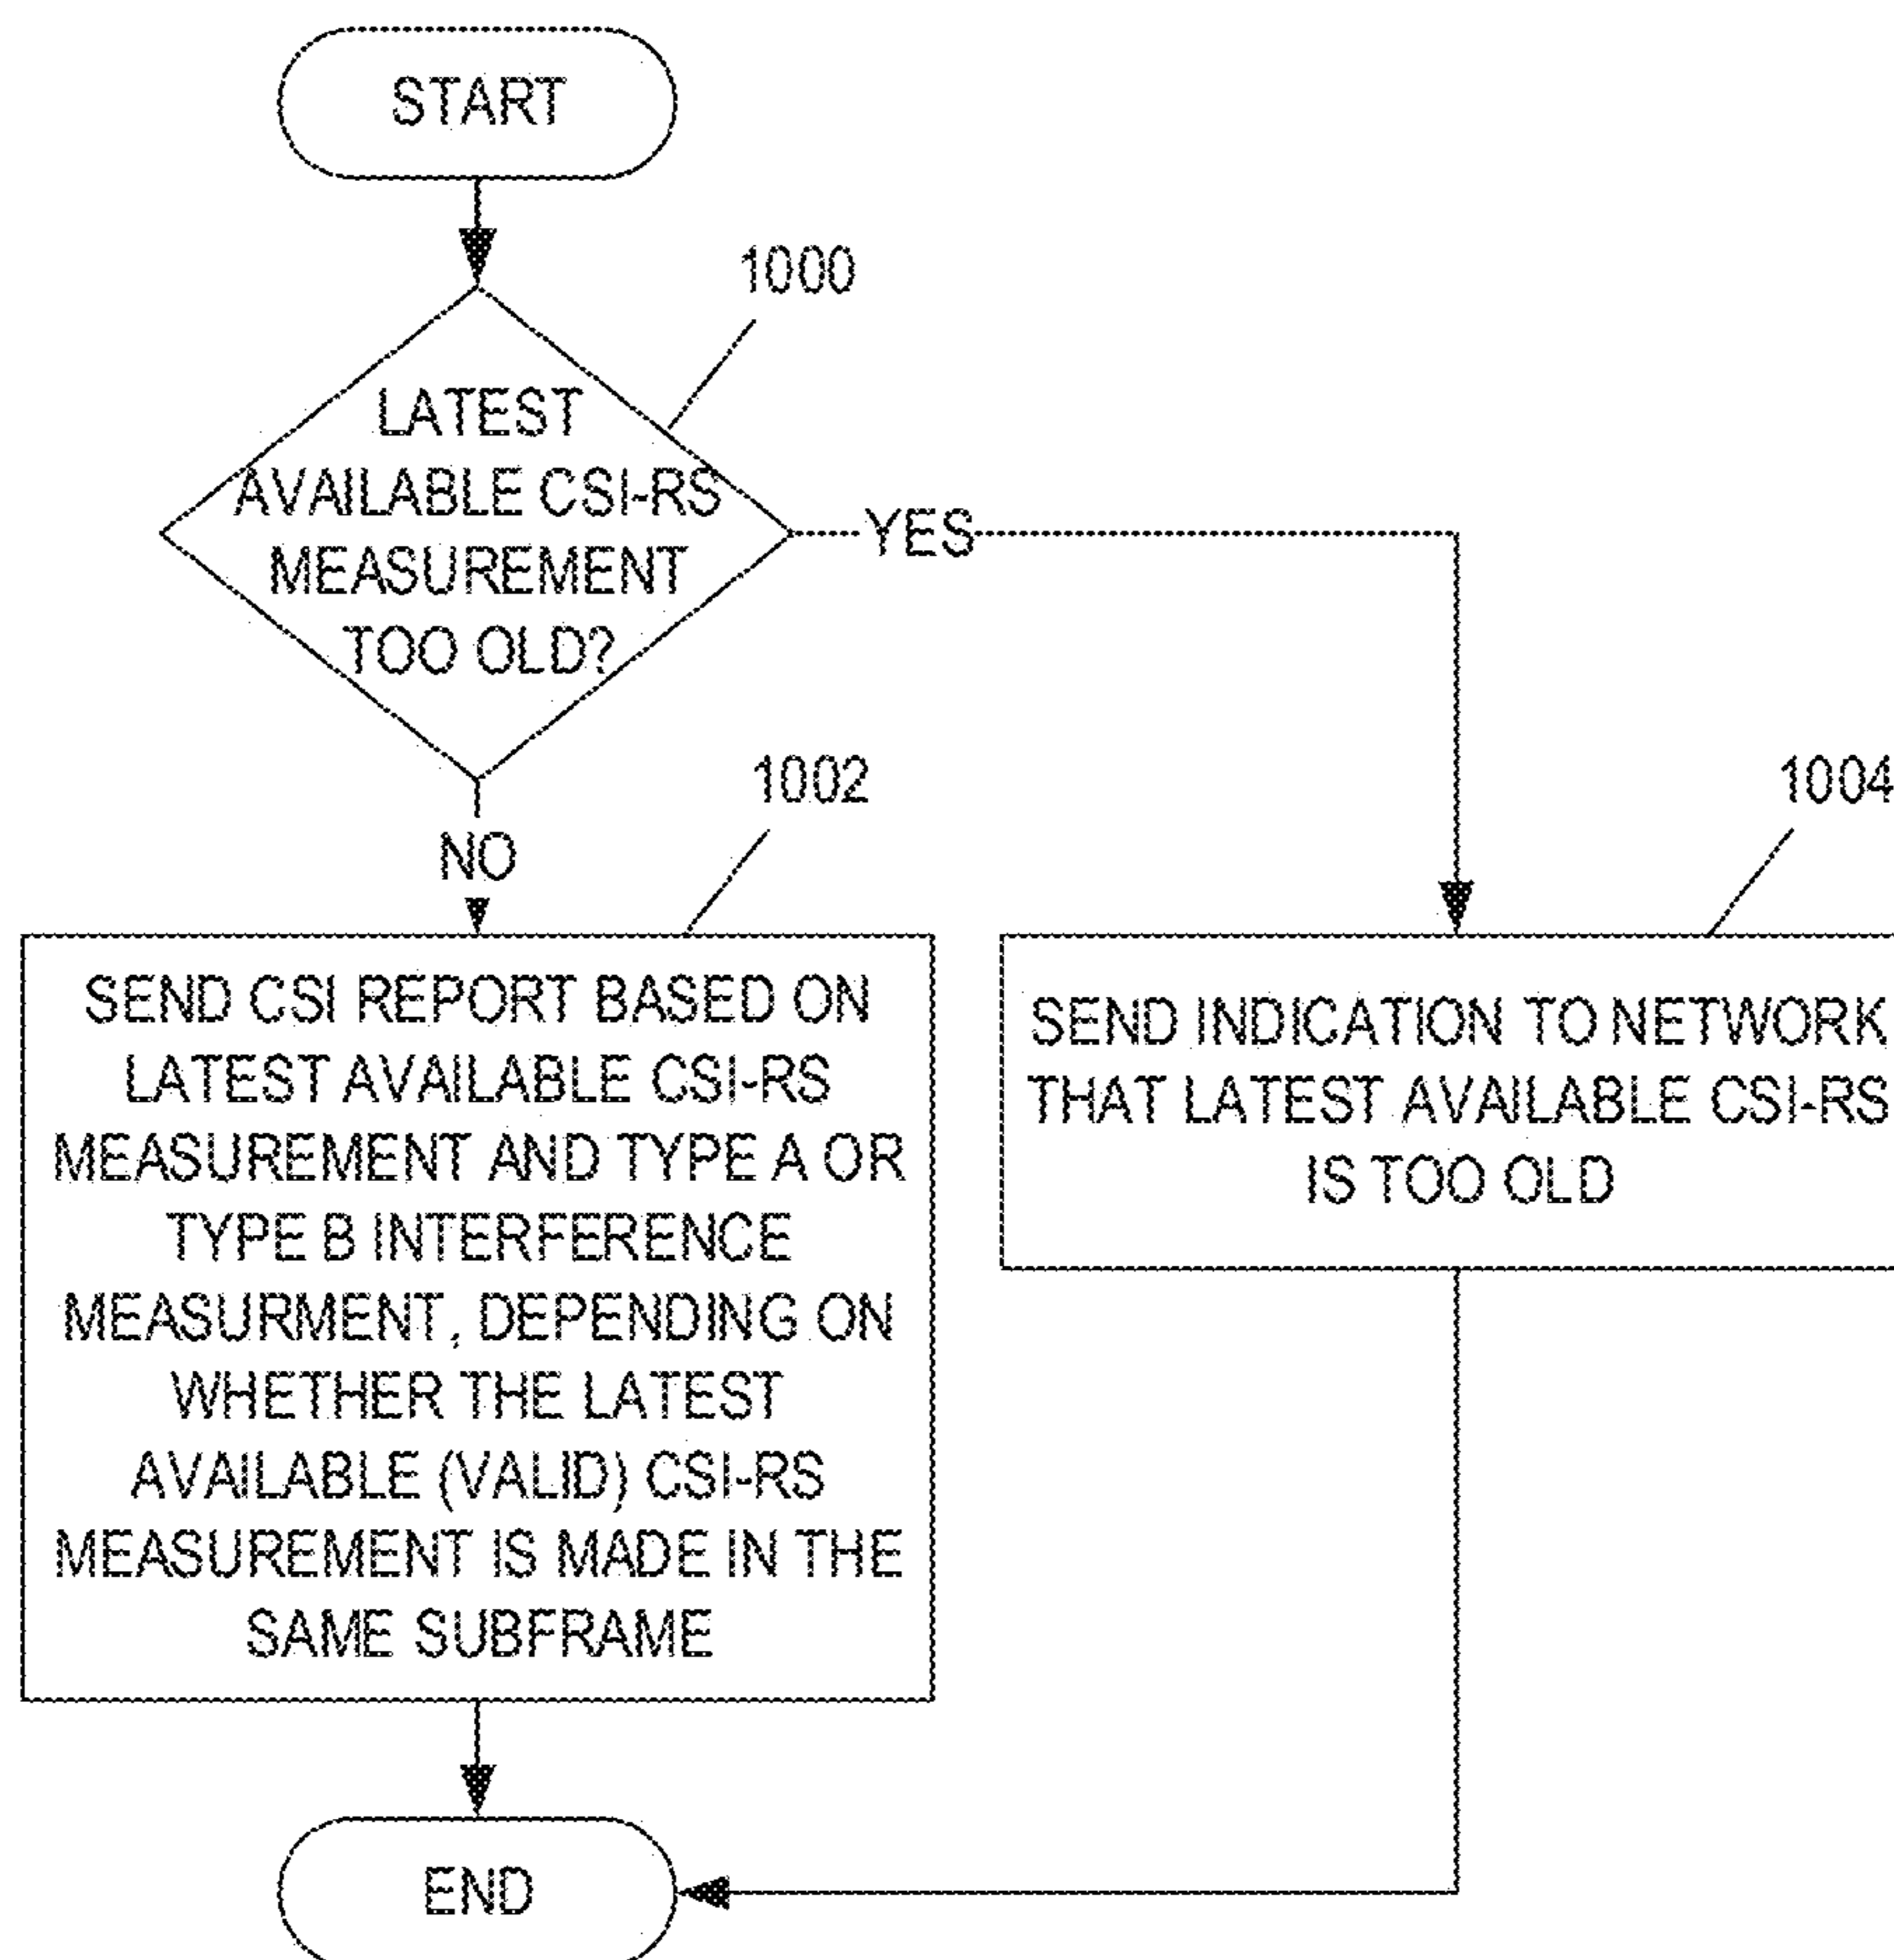 START
1000
LATEST
AVAILABLE CSI-RS
MEASUREMENT
TOO OLD?
YES
NO
1002
SEND CSI REPORT BASED ON
LATEST AVAILABLE CSI-RS
MEASUREMENT AND TYPE A OR
TYPE B INTERFERENCE
MEASURMENT, DEPENDING ON
WHETHER THE LATEST
AVAILABLE (VALID) CSI-RS
MEASUREMENT IS MADE IN THE
SAME SUBFRAME
1004
SEND INDICATION TO NETWORK
THAT LATEST AVAILABLE CSI-RS
IS TOO OLD
END